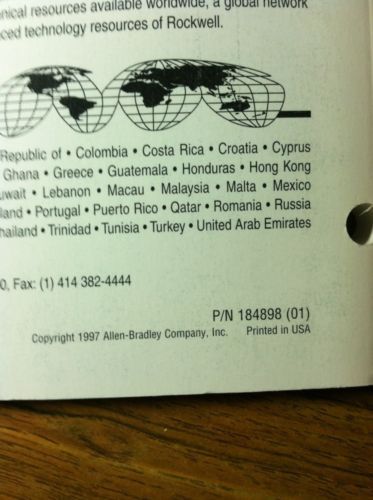 nical resources available worldwide, a global network
ced technology resources of Rockwell.
Republic of • Colombia • Costa Rica • Croatia • Cyprus
Ghana • Greece • Guatemala • Honduras • Hong Kong
uwait • Lebanon • Macau • Malaysia • Malta • Mexico
land • Portugal • Puerto Rico • Qatar • Romania • Russia
hailand • Trinidad • Tunisia • Turkey • United Arab Emirates
0, Fax: (1) 414 382-4444
P/N 184898 (01)
Copyright 1997 Allen-Bradley Company, Inc. Printed in USA